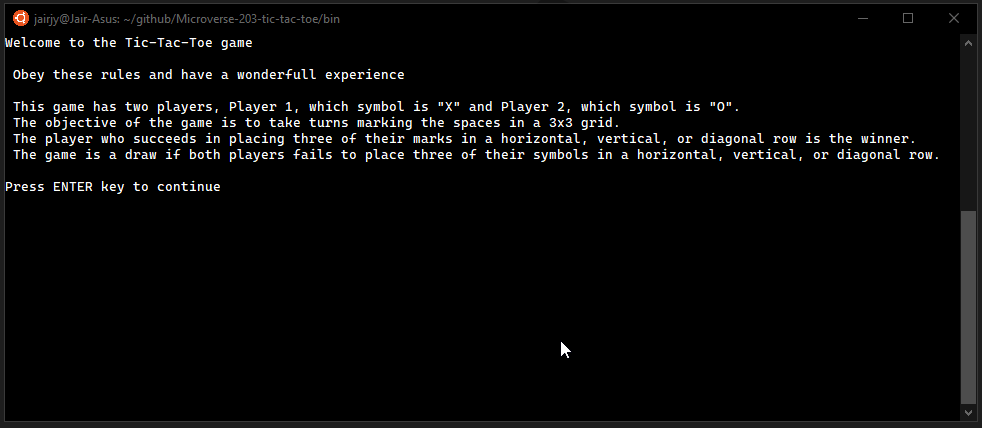 jairjy@Jair-Asus: ~/github/Microverse-203-tic-tac-toe/bin
Welcome to the Tic-Tac-Toe game
Obey these rules and have a wonderfull experience
This game has two players, Player 1, which symbol is "X" and Player 2, which symbol is "O".
The objective of the game is to take turns marking the spaces in a 3x3 grid.
The player who succeeds in placing three of their marks in a horizontal, vertical, or diagonal row is the winner.
The game is a draw if both players fails to place three of their symbols in a horizontal, vertical, or diagonal row.
Press ENTER key to continue